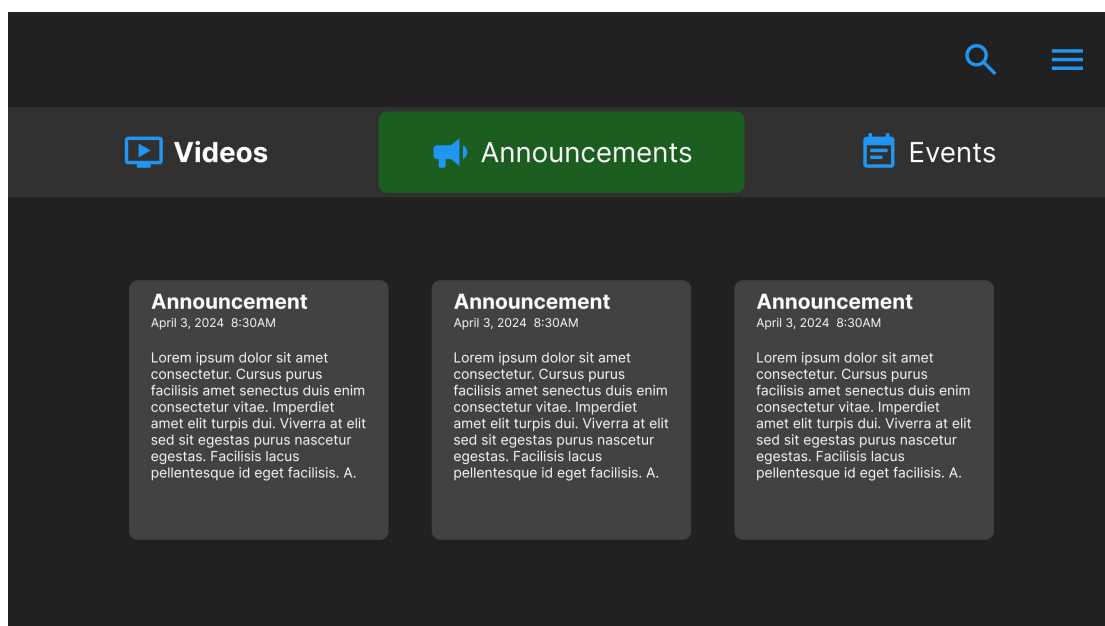 Videos
Announcements
Events
Announcement
April 3, 2024 8:30AM
Lorem ipsum dolor sit amet
consectetur. Cursus purus
facilisis amet senectus duis enim
consectetur vitae. Imperdiet
amet elit turpis dui. Viverra at elit
sed sit egestas purus nascetur
egestas. Facilisis lacus
pellentesque id eget facilisis. A.
Announcement
April 3, 2024 8:30AM
Lorem ipsum dolor sit amet
consectetur. Cursus purus
facilisis amet senectus duis enim
consectetur vitae. Imperdiet
amet elit turpis dui. Viverra at elit
sed sit egestas purus nascetur
egestas. Facilisis lacus
pellentesque id eget facilisis. A.
Announcement
April 3, 2024 8:30AM
Lorem ipsum dolor sit amet
consectetur. Cursus purus
facilisis amet senectus duis enim
consectetur vitae. Imperdiet
amet elit turpis dui. Viverra at elit
sed sit egestas purus nascetur
egestas. Facilisis lacus
pellentesque id eget facilisis. A.